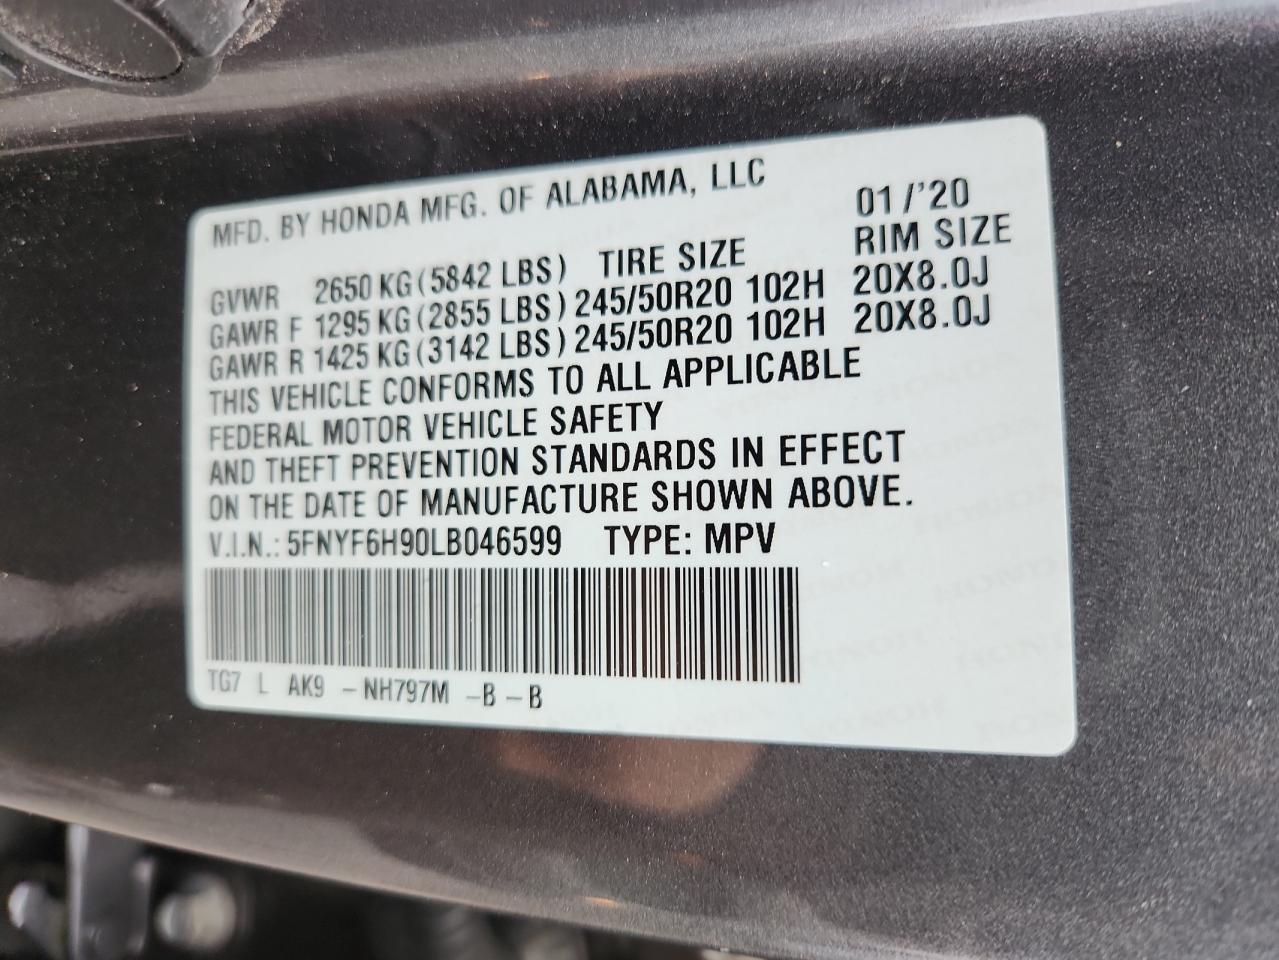 MFD. BY HONDA MFG. OF ALABAMA, LLC 01/'20
GVWR 2650 KG (5842 LBS) TIRE SIZE RIM SIZE
GAWR F 1295 KG (2855 LBS) 245/50R20 102H 20X8.0J
GAWR R 1425 KG (3142 LBS) 245/50R20 102H 20X8.0J
THIS VEHICLE CONFORMS TO ALL APPLICABLE
FEDERAL MOTOR VEHICLE SAFETY
AND THEFT PREVENTION STANDARDS IN EFFECT
ON THE DATE OF MANUFACTURE SHOWN ABOVE.
V.I.N.: 5FNYF6H90LB046599 TYPE: MPV
TG7 L AK9 -NH797M -B-B